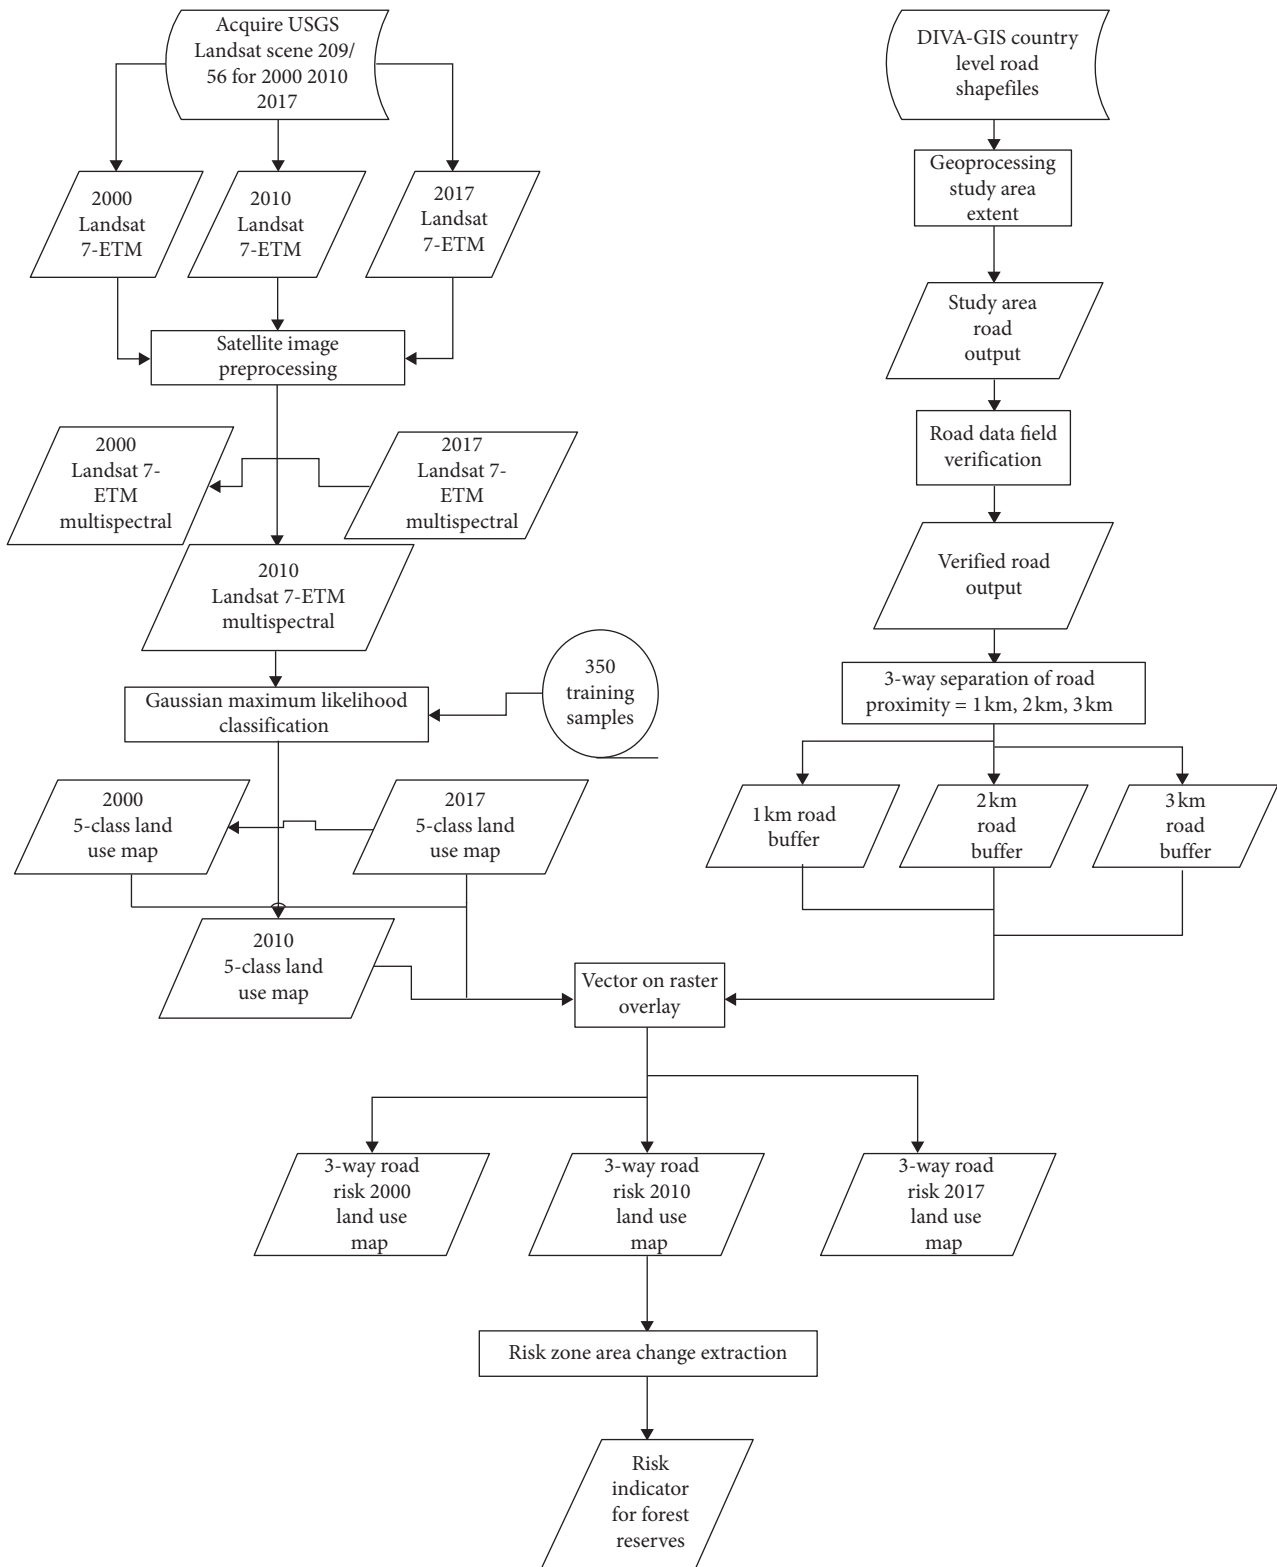 Acquire USGS
Landsat scene 209/
56 for 2000 2010
2017
2000
Landsat
7-ETM
2010
Landsat
7-ETM
2017
Landsat
7-ETM
Satellite image
preprocessing
2000
Landsat 7-
ETM
multispectral
2017
Landsat 7-
ETM
multispectral
2010
Landsat 7-ETM
multispectral
Gaussian maximum likelihood
classification
350
training
samples
2000
5-class land
use map
2017
5-class land
use map
2010
5-class land
use map
DIVA-GIS country
level road
shapefiles
Geoprocessing
study area
extent
Study area
road
output
Road data field
verification
Verified road
output
3-way separation of road
proximity = 1 km, 2 km, 3 km
1 km road
buffer
2 km
road
buffer
3 km
road
buffer
Vector on raster
overlay
3-way road
risk 2000
land use
map
3-way road
risk 2010
land use
map
3-way road
risk 2017
land use
map
Risk zone area change extraction
Risk
indicator
for forest
reserves